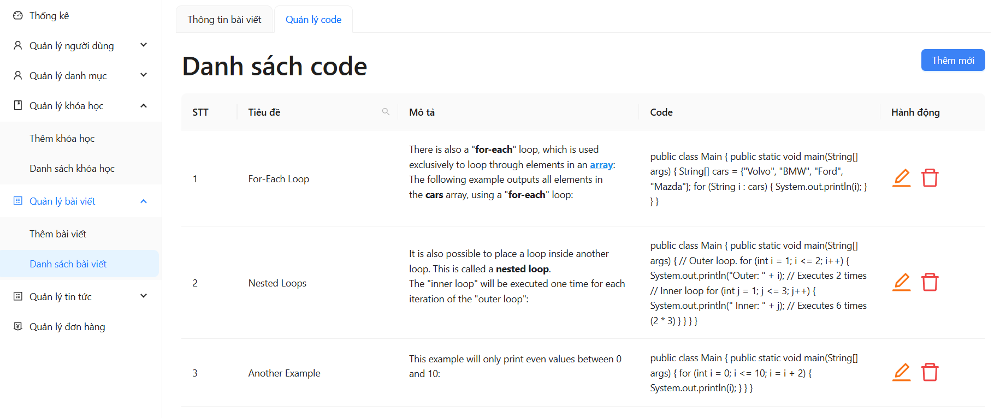 Thống kê
Quản lý người dùng
Quản lý danh mục
Quản lý khóa học
Thêm khóa học
Danh sách khóa học
Quản lý bài viết
Thêm bài viết
Danh sách bài viết
Quản lý tin tức
Quản lý đơn hàng
Thông tin bài viết
Quản lý code
Danh sách code
Thêm mới
STT
Tiêu đề
Mô tả
Code
Hành động
1
For-Each Loop
There is also a "for-each" loop, which is used
exclusively to loop through elements in an array:
The following example outputs all elements in
the cars array, using a "for-each" loop:
public class Main { public static void main(String[]
args) { String[] cars = {"Volvo", "BMW", "Ford",
"Mazda"}; for (String i : cars) { System.out.println(i); }
} }
2
Nested Loops
It is also possible to place a loop inside another
loop. This is called a nested loop.
The "inner loop" will be executed one time for each
iteration of the "outer loop":
public class Main { public static void main(String[]
args) { // Outer loop. for (int i = 1; i <= 2; i++) {
System.out.println("Outer: " + i); // Executes 2 times
// Inner loop for (int j = 1; j <= 3; j++) {
System.out.println(" Inner: " + j); // Executes 6 times
(2 * 3) } } } }
3
Another Example
This example will only print even values between 0
and 10:
public class Main { public static void main(String[]
args) { for (int i = 0; i <= 10; i = i + 2) {
System.out.println(i); } } }